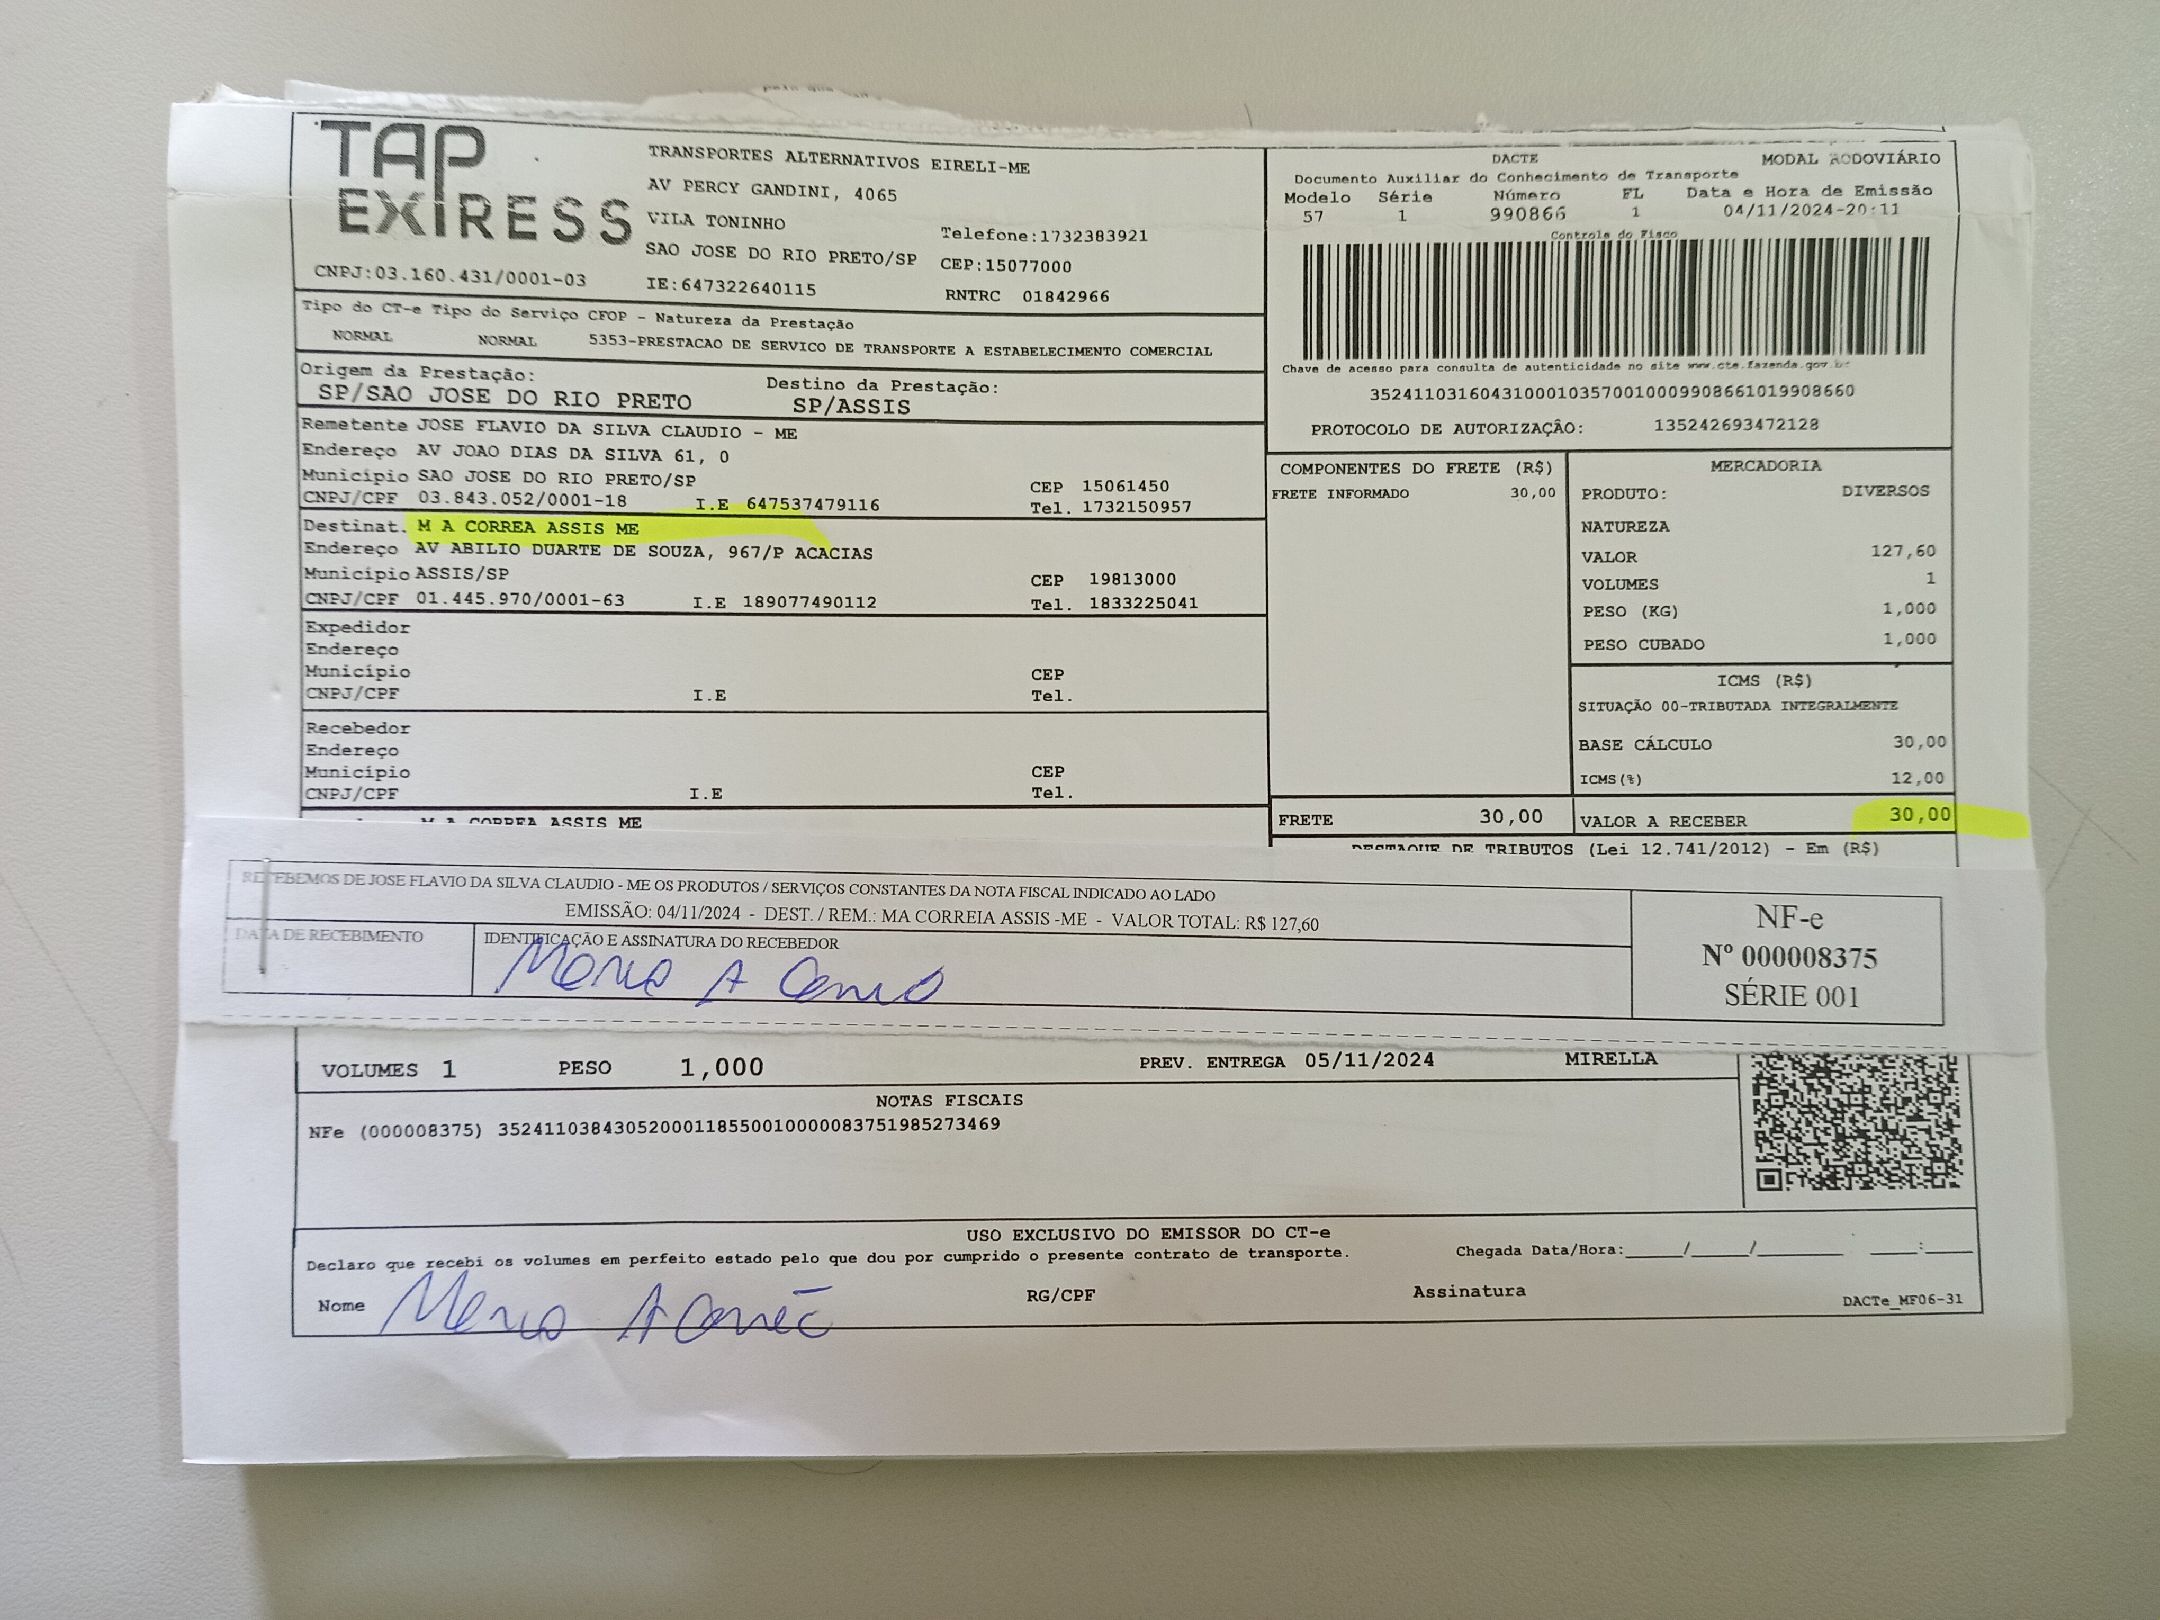 TAP
EXPRESS
TRANSPORTES ALTERNATIVOS EIRELI-ME
AV PERCY GANDINI, 4065
VILA TONINHO
Telefone:1732383921
SAO JOSE DO RIO PRETO/SP CEP:15077000
CNPJ:03.160.431/0001-03 IE:647322640115 RNTRC 01842966
DACTE MODAL RODOVIÁRIO
Documento Auxiliar do Conhecimento de Transporte
Modelo Série Número FL Data e Hora de Emissão
57 1 990866 1 04/11/2024-20:11
Controle do Fisco
Chave de acesso para consulta de autenticidade no site www.cte.fazenda.gov.br
35241103160431000103570010009908661019908660
PROTOCOLO DE AUTORIZAÇÃO: 135242693472128
Tipo do CT-e Tipo do Serviço CFOP - Natureza da Prestação
NORMAL NORMAL 5353-PRESTACAO DE SERVICO DE TRANSPORTE A ESTABELECIMENTO COMERCIAL
Origem da Prestação: Destino da Prestação:
SP/SAO JOSE DO RIO PRETO SP/ASSIS
Remetente JOSE FLAVIO DA SILVA CLAUDIO - ME
Endereço AV JOAO DIAS DA SILVA 61, 0
Município SAO JOSE DO RIO PRETO/SP CEP 15061450
CNPJ/CPF 03.843.052/0001-18 I.E 647537479116 Tel. 1732150957
Destinat. M A CORREA ASSIS ME
Endereço AV ABILIO DUARTE DE SOUZA, 967/P ACACIAS
Município ASSIS/SP CEP 19813000
CNPJ/CPF 01.445.970/0001-63 I.E 189077490112 Tel. 1833225041
Expedidor
Endereço
Município CEP
CNPJ/CPF I.E Tel.
Recebedor
Endereço
Município CEP
CNPJ/CPF I.E Tel.
M A CORREA ASSIS ME
COMPONENTES DO FRETE (R$)
FRETE INFORMADO 30,00
MERCADORIA
PRODUTO: DIVERSOS
NATUREZA
VALOR 127,60
VOLUMES 1
PESO (KG) 1,000
PESO CUBADO 1,000
ICMS (R$)
SITUAÇÃO 00-TRIBUTADA INTEGRALMENTE
BASE CÁLCULO 30,00
ICMS(%) 12,00
FRETE 30,00 VALOR A RECEBER 30,00
DESTAQUE DE TRIBUTOS (Lei 12.741/2012) - Em (R$)
RECEBEMOS DE JOSE FLAVIO DA SILVA CLAUDIO - ME OS PRODUTOS / SERVIÇOS CONSTANTES DA NOTA FISCAL INDICADO AO LADO
EMISSÃO: 04/11/2024 - DEST. / REM.: MA CORREIA ASSIS -ME - VALOR TOTAL: R$ 127,60
DATA DE RECEBIMENTO IDENTIFICAÇÃO E ASSINATURA DO RECEBEDOR
NF-e
Nº 000008375
SÉRIE 001
VOLUMES 1 PESO 1,000 PREV. ENTREGA 05/11/2024 MIRELLA
NOTAS FISCAIS
NFe (000008375) 35241103843052000118550010000083751985273469
USO EXCLUSIVO DO EMISSOR DO CT-e
Declaro que recebi os volumes em perfeito estado pelo que dou por cumprido o presente contrato de transporte. Chegada Data/Hora:_____/_____/_______ ____:____
Nome RG/CPF Assinatura
DACTe_MF06-31